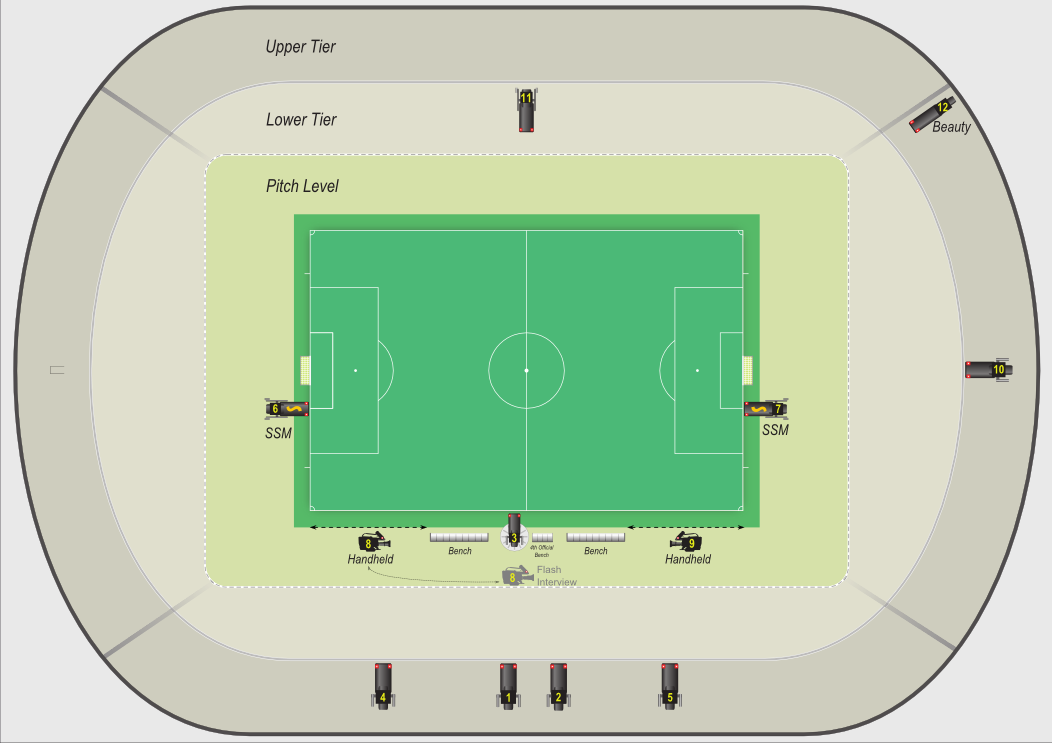 Upper Tier
11
12
Beauty
Lower Tier
Pitch Level
10
6
7
SSM
SSM
3
8
9
4th Official
Bench
Bench
Bench
Handheld
Handheld
8
Flash
Interview
4
1
2
5